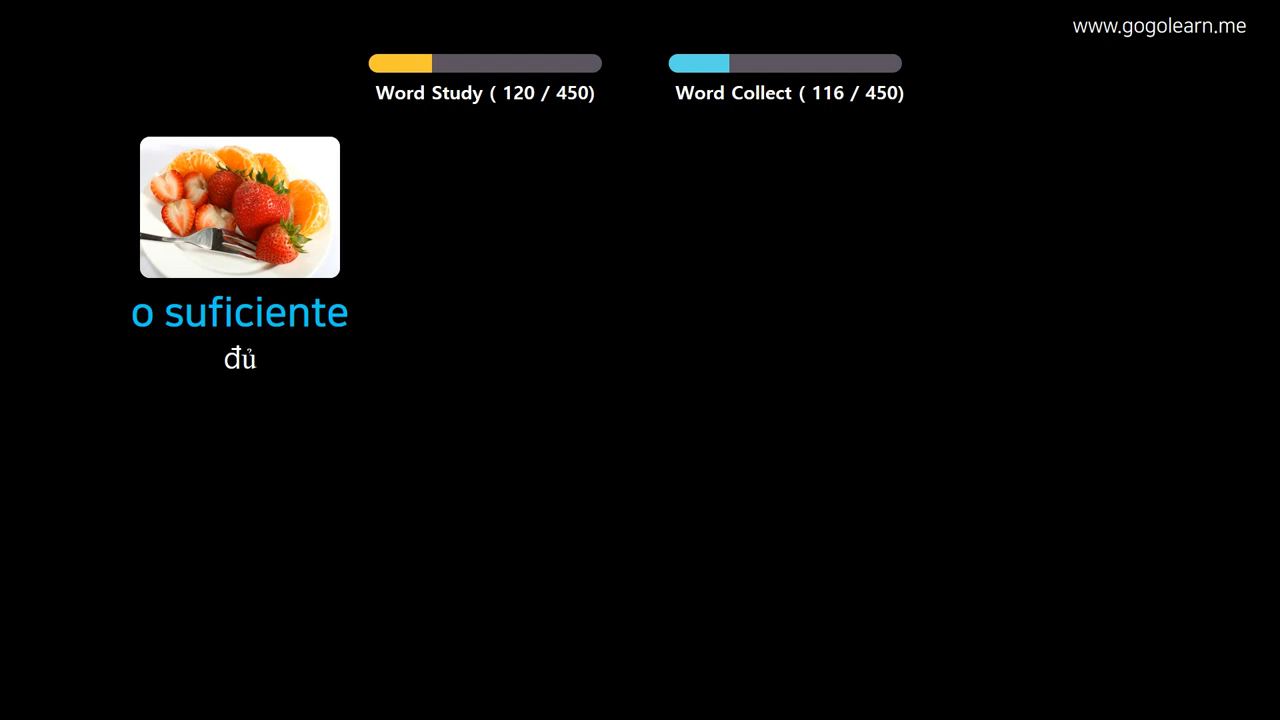 www.gogolearn.me
Word Study ( 120 / 450)
Word Collect ( 116 / 450)
o suficiente
đủ